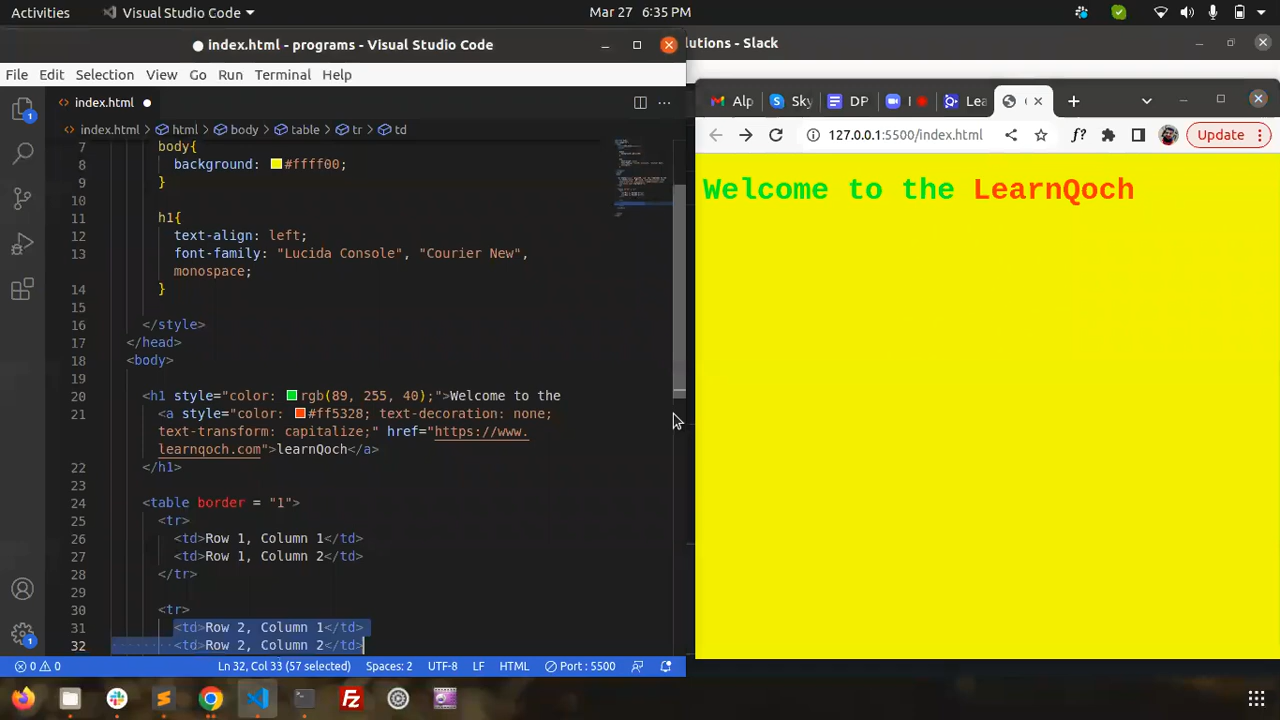 Activities
Visual Studio Code
Mar 27 6:35 PM
index.html - programs - Visual Studio Code
lutions - Slack
File Edit Selection View Go Run Terminal Help
index.html
Alp
Sky
DP
I
Lea
C
index.html > html > body > table > tr > td
127.0.0.1:5500/index.html
f?
Update
7 body{
8 background: #ffff00;
9 }
10
11 h1{
12 text-align: left;
13 font-family: "Lucida Console", "Courier New",
monospace;
14 }
15
16 </style>
17 </head>
18 <body>
19
20 <h1 style="color: rgb(89, 255, 40);">Welcome to the
21 <a style="color: #ff5328; text-decoration: none;
text-transform: capitalize;" href="https://www.
learnqoch.com">learnQoch</a>
22 </h1>
23
24 <table border = "1">
25 <tr>
26 <td>Row 1, Column 1</td>
27 <td>Row 1, Column 2</td>
28 </tr>
29
30 <tr>
31 <td>Row 2, Column 1</td>
32 <td>Row 2, Column 2</td>
Welcome to the LearnQoch
1
1
0 0
Ln 32, Col 33 (57 selected)
Spaces: 2
UTF-8
LF
HTML
Port : 5500